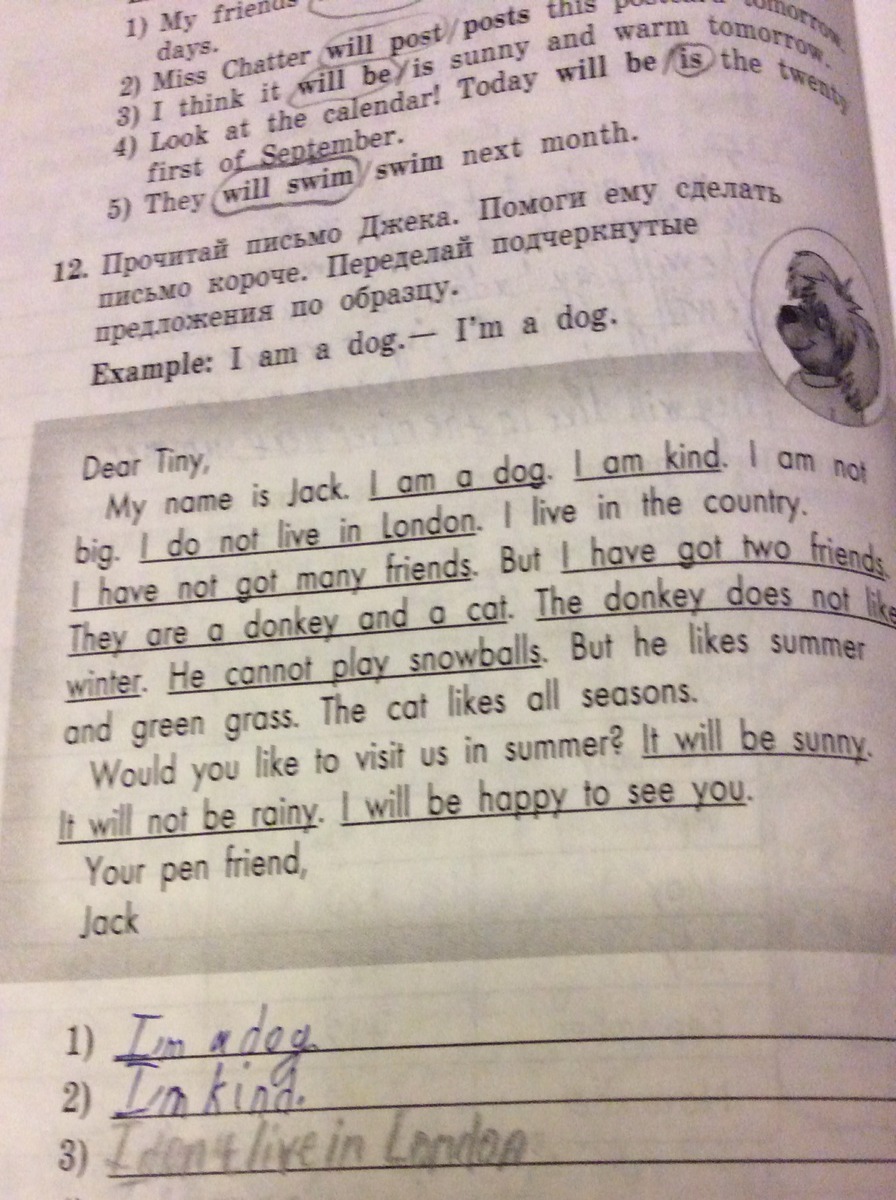 1) My friends
days.
2) Miss Chatter will post/posts this tomorrow.
3) I think it will be/is sunny and warm tomorrow.
4) Look at the calendar! Today will be/is the twenty
first of September.
5) They will swim/swim next month.
12. Прочитай письмо Джека. Помоги ему сделать
письмо короче. Переделай подчеркнутые
предложения по образцу.
Example: I am a dog.— I'm a dog.
Dear Tiny,
My name is Jack. I am a dog. I am kind. I am not
big. I do not live in London. I live in the country.
I have not got many friends. But I have got two friends.
They are a donkey and a cat. The donkey does not like
winter. He cannot play snowballs. But he likes summer
and green grass. The cat likes all seasons.
Would you like to visit us in summer? It will be sunny.
It will not be rainy. I will be happy to see you.
Your pen friend,
Jack
1) I'm a dog.
2) I'm kind.
3) I don't live in London